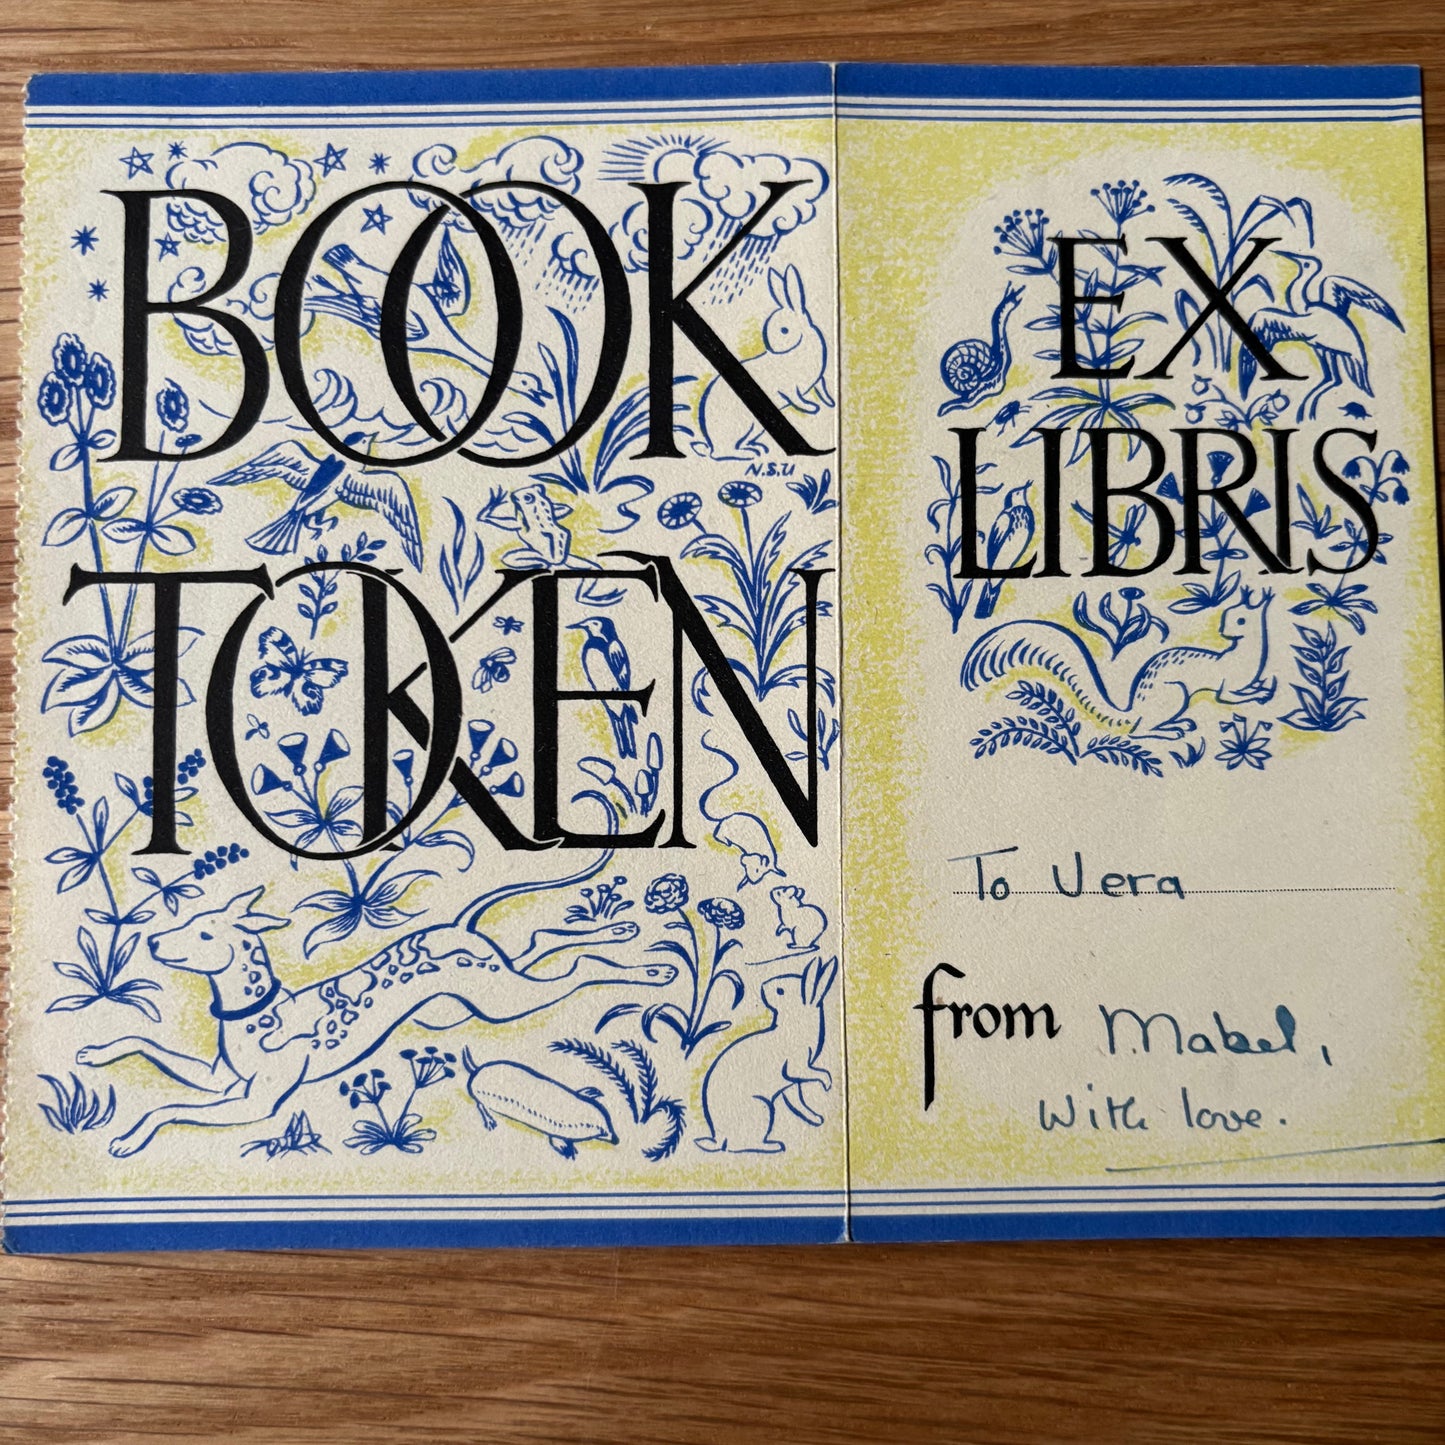 BOOK
TOKEN
N.S.U
EX
LIBRIS
To Vera
from Mabel,
With love.